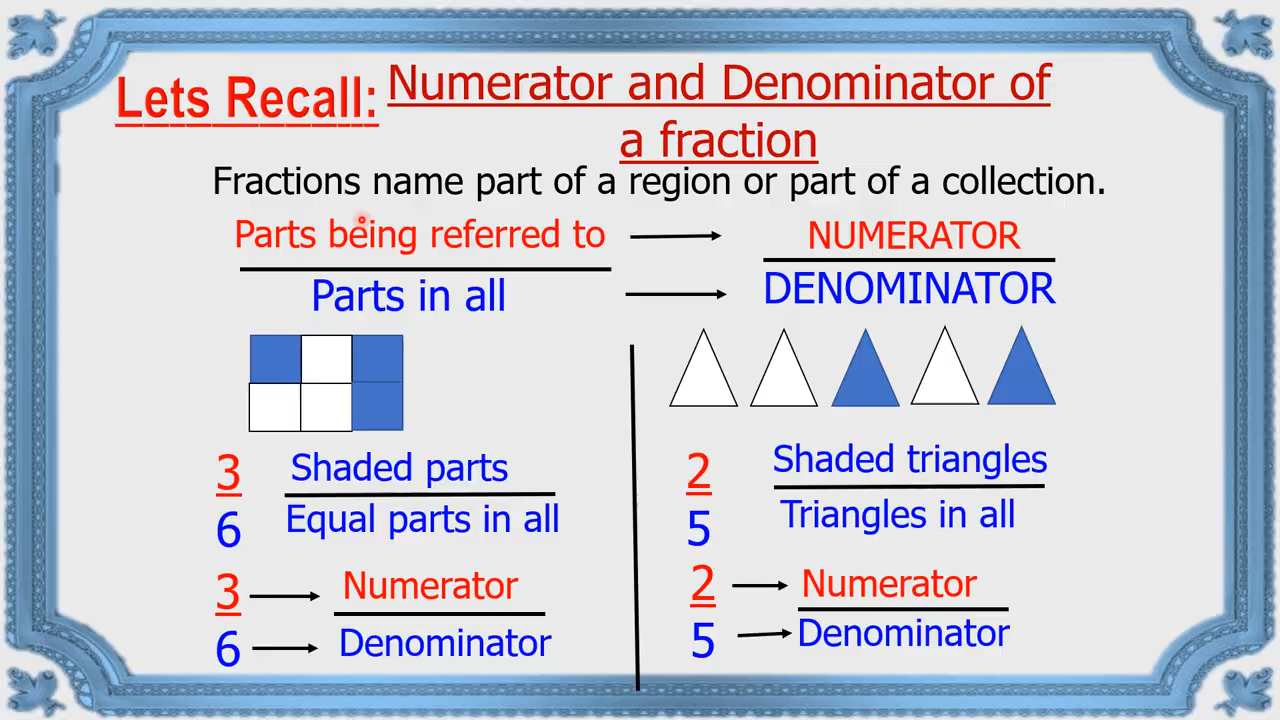 Lets Recall: Numerator and Denominator of
a fraction
Fractions name part of a region or part of a collection.
Parts being referred to NUMERATOR
Parts in all DENOMINATOR
3 Shaded parts
6 Equal parts in all
3 Numerator
6 Denominator
2 Shaded triangles
5 Triangles in all
2 Numerator
5 Denominator